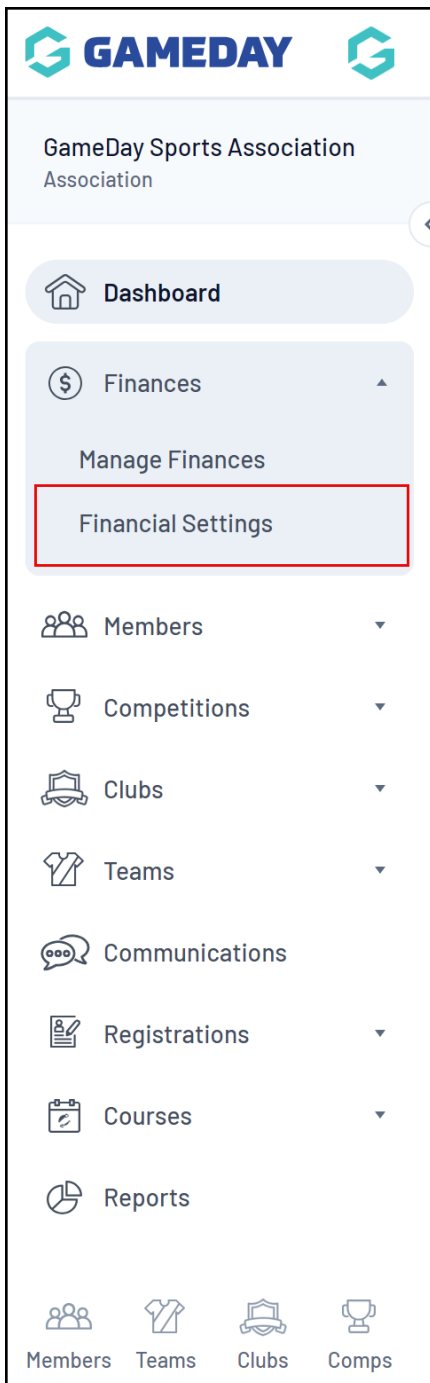 GAMEDAY
GameDay Sports Association
Association
Dashboard
Finances
Manage Finances
Financial Settings
Members
Competitions
Clubs
Teams
Communications
Registrations
Courses
Reports
Members Teams Clubs Comps